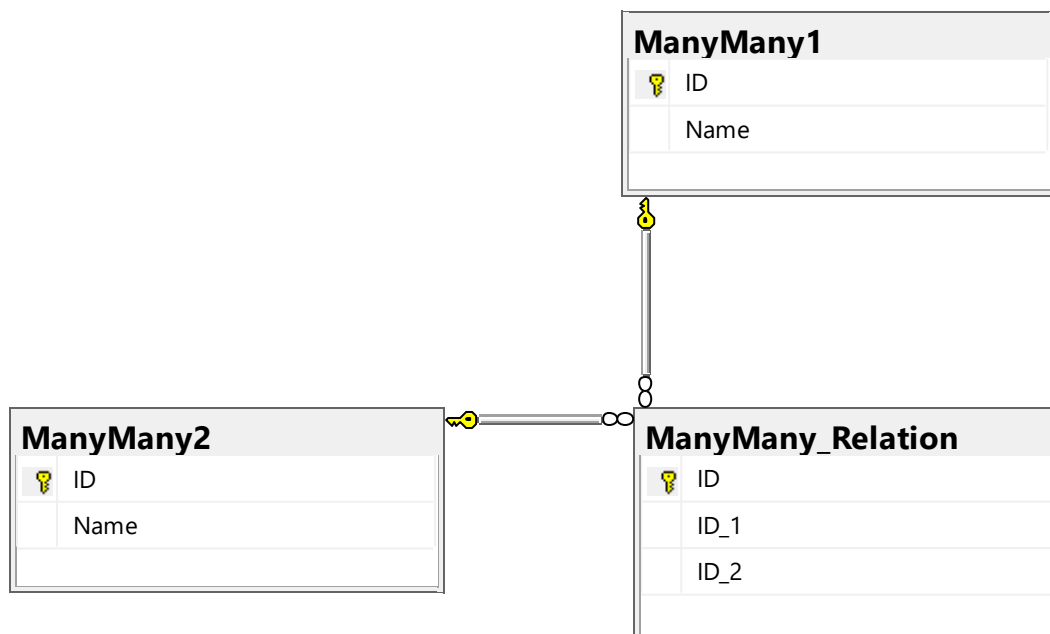 ManyMany1
ID
Name
ManyMany2
ID
Name
ManyMany_Relation
ID
ID_1
ID_2